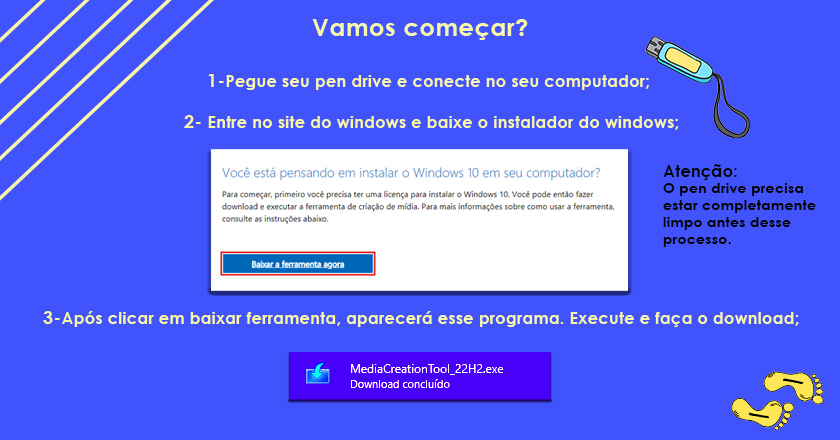 Vamos começar?
1-Pegue seu pen drive e conecte no seu computador;
2- Entre no site do windows e baixe o instalador do windows;
Você está pensando em instalar o Windows 10 em seu computador?
Para começar, primeiro você precisa ter uma licença para instalar o Windows 10. Você pode então fazer
download e executar a ferramenta de criação de mídia. Para mais informações sobre como usar a ferramenta,
consulte as instruções abaixo.
Baixar a ferramenta agora
Atenção:
O pen drive precisa
estar completamente
limpo antes desse
processo.
3-Após clicar em baixar ferramenta, aparecerá esse programa. Execute e faça o download;
MediaCreationTool_22H2.exe
Download concluído